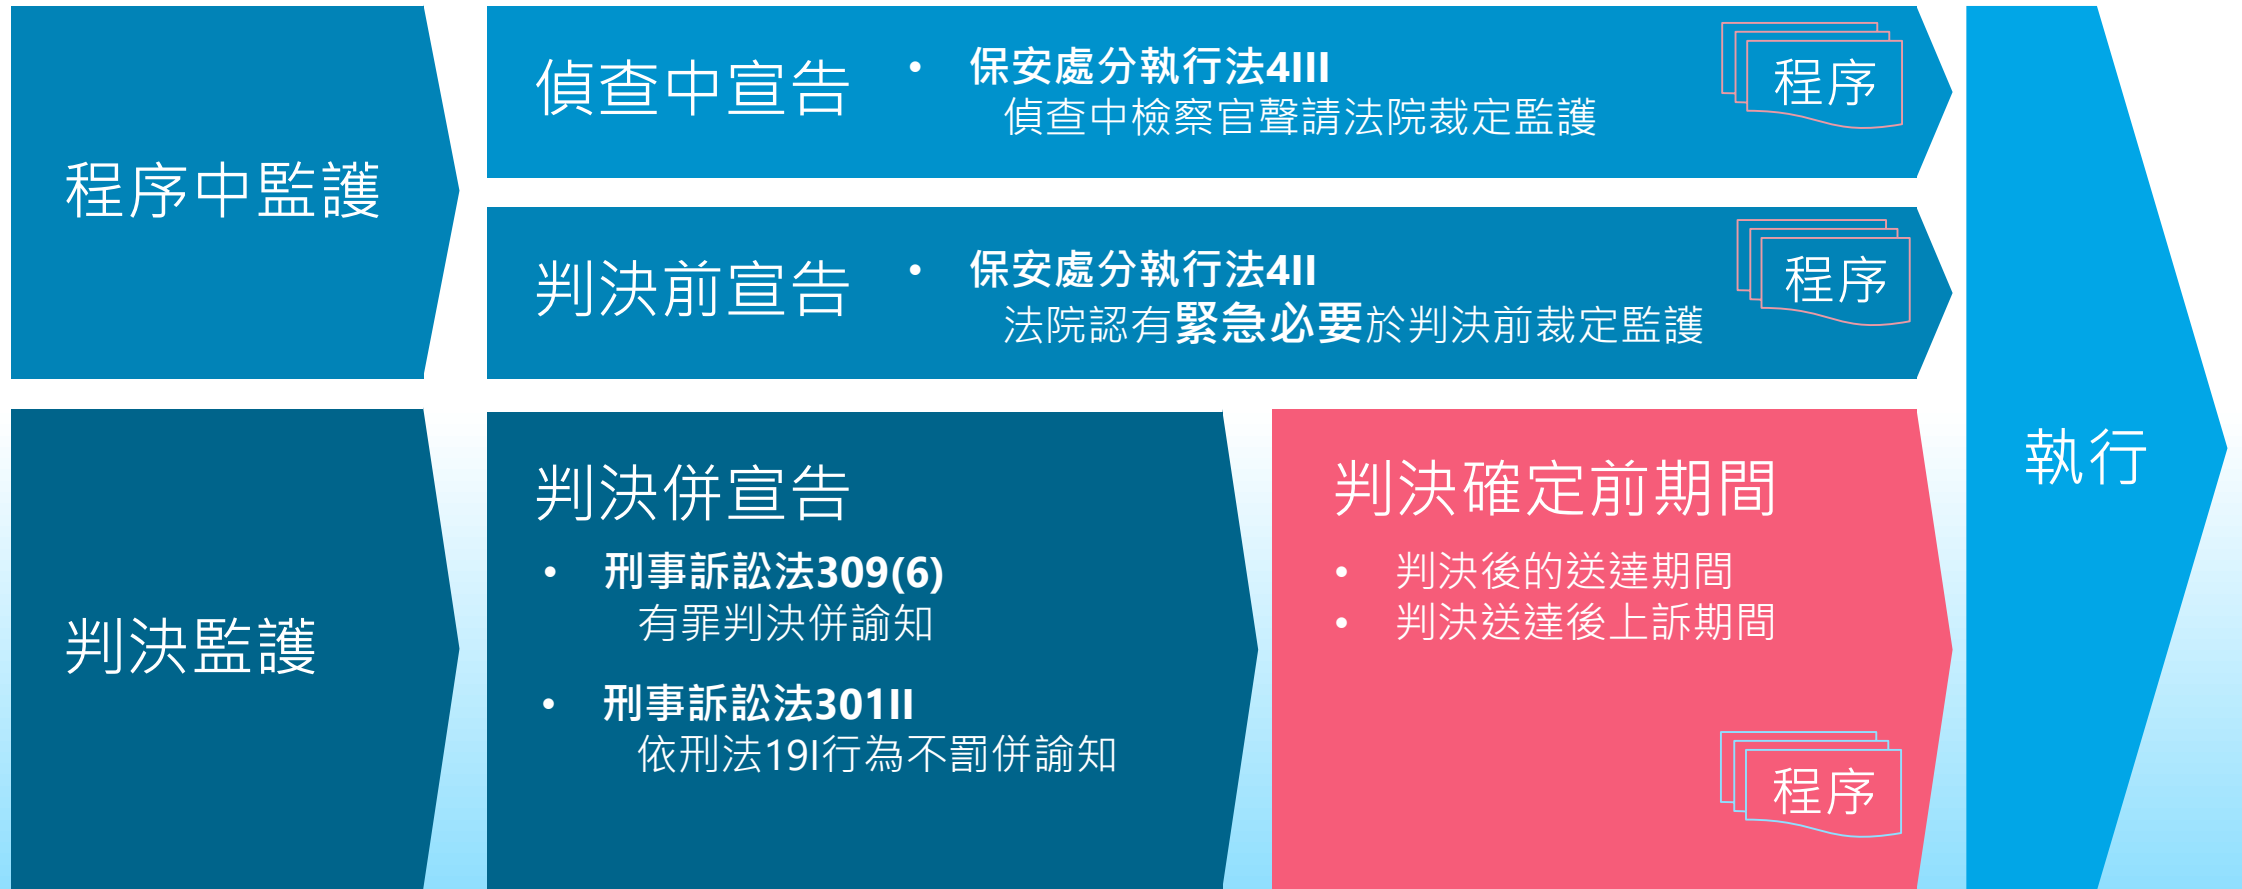 程序中監護
偵查中宣告
• 保安處分執行法4III
偵查中檢察官聲請法院裁定監護
程序
判決前宣告
• 保安處分執行法4II
法院認有緊急必要於判決前裁定監護
程序
判決監護
判決併宣告
• 刑事訴訟法309(6)
有罪判決併諭知
• 刑事訴訟法301II
依刑法19I行為不罰併諭知
判決確定前期間
• 判決後的送達期間
• 判決送達後上訴期間
程序
執行